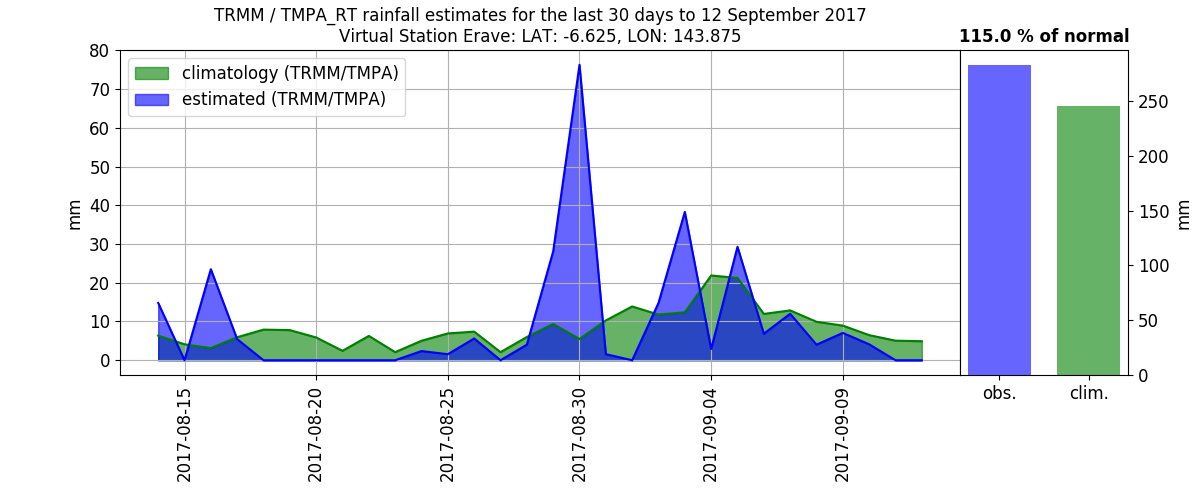 TRMM / TMPA_RT rainfall estimates for the last 30 days to 12 September 2017
Virtual Station Erave: LAT: -6.625, LON: 143.875
115.0 % of normal
climatology (TRMM/TMPA)
estimated (TRMM/TMPA)
80
70
60
50
40
30
20
10
0
mm
2017-08-15
2017-08-20
2017-08-25
2017-08-30
2017-09-04
2017-09-09
250
200
150
100
50
0
mm
obs.
clim.